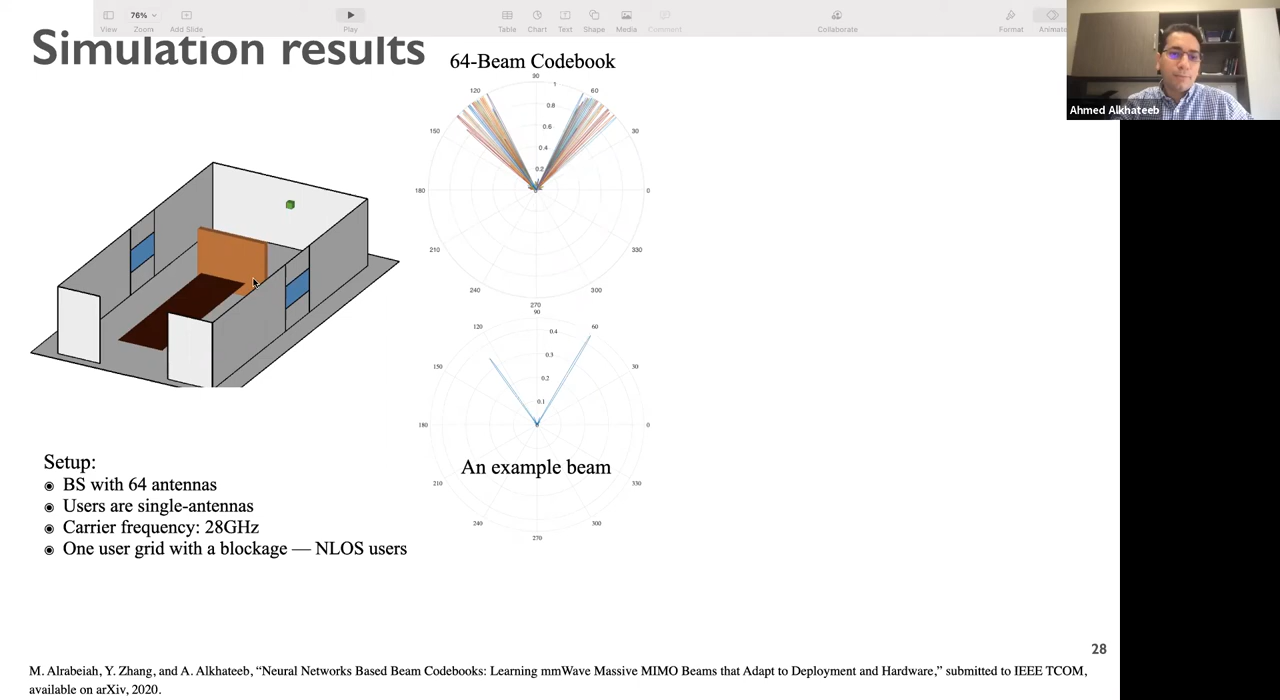 76%
View
Zoom
Add Slide
Play
Table
Chart
Text
Shape
Media
Comment
Collaborate
Format
Animate
Simulation results
Ahmed Alkhateeb
64-Beam Codebook
90
1
120
60
0.8
150
0.6
30
0.4
0.2
180
0
210
330
240
300
270
90
120
0.4
60
0.3
150
30
0.2
0.1
180
0
An example beam
210
330
240
300
270
Setup:
BS with 64 antennas
Users are single-antennas
Carrier frequency: 28GHz
One user grid with a blockage — NLOS users
28
M. Alrabeiah, Y. Zhang, and A. Alkhateeb, “Neural Networks Based Beam Codebooks: Learning mmWave Massive MIMO Beams that Adapt to Deployment and Hardware,” submitted to IEEE TCOM,
available on arXiv, 2020.